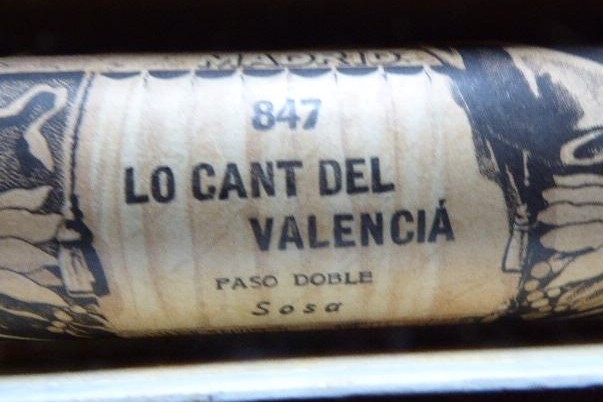 MADRID
847
LO CANT DEL
VALENCIÁ
PASO DOBLE
Sosa